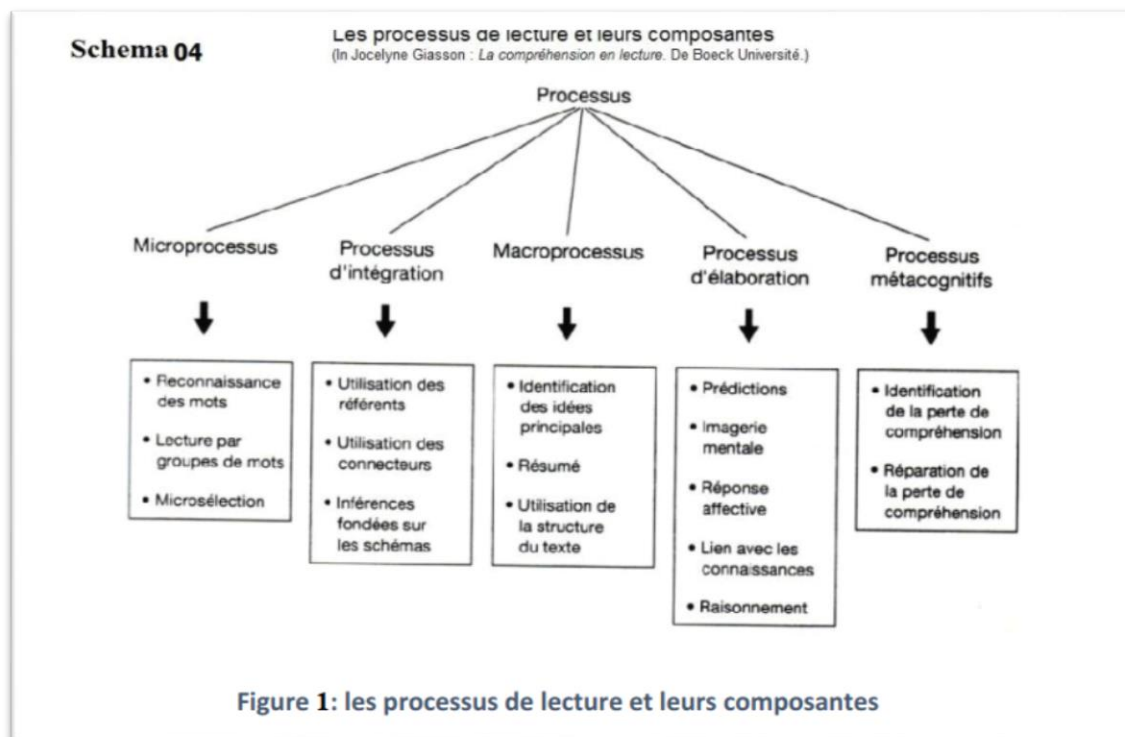 Schema 04
Les processus de lecture et leurs composantes
(In Jocelyne Giasson : La compréhension en lecture. De Boeck Université.)
Processus
Microprocessus
Processus
d'intégration
Macroprocessus
Processus
d'élaboration
Processus
métacognitifs
• Reconnaissance
des mots
• Lecture par
groupes de mots
• Microsélection
• Utilisation des
référents
• Utilisation des
connecteurs
• Inférences
fondées sur
les schémas
• Identification
des idées
principales
• Résumé
• Utilisation de
la structure
du texte
• Prédictions
• Imagerie
mentale
• Réponse
affective
• Lien avec les
connaissances
• Raisonnement
• Identification
de la perte de
compréhension
• Réparation de
la perte de
compréhension
Figure 1: les processus de lecture et leurs composantes